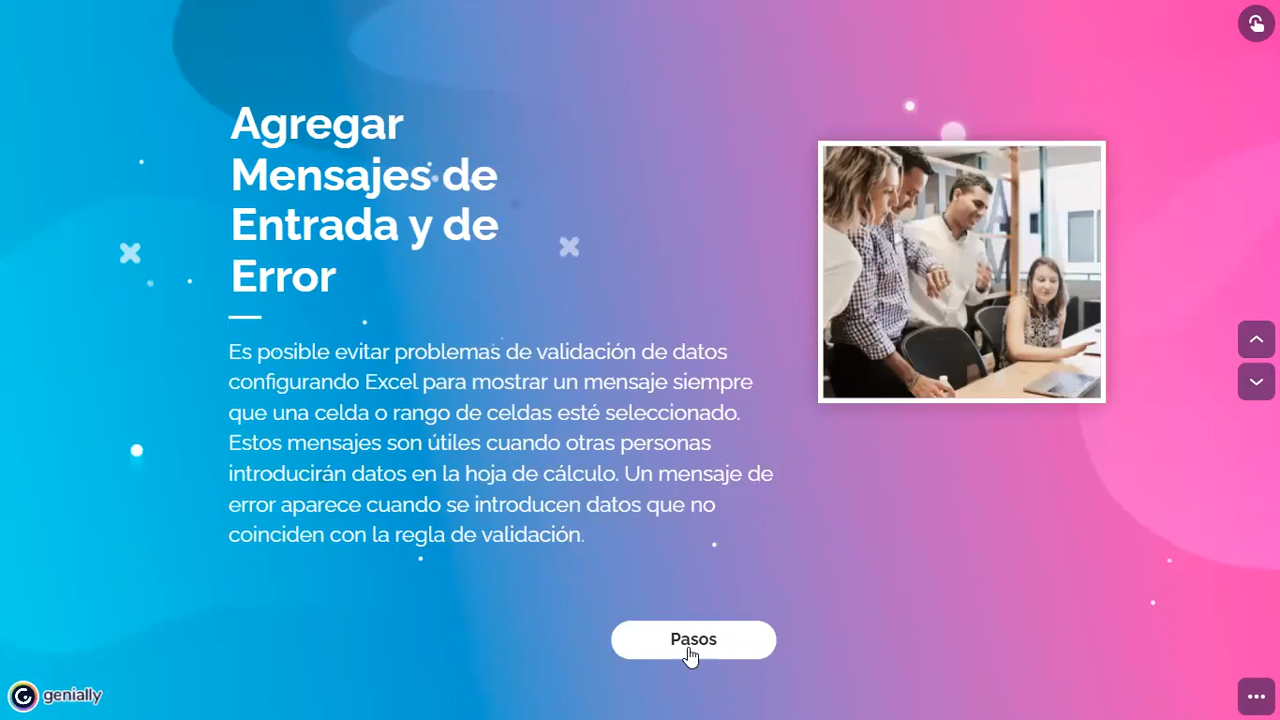 Agregar
Mensajes de
Entrada y de
Error
Es posible evitar problemas de validación de datos
configurando Excel para mostrar un mensaje siempre
que una celda o rango de celdas esté seleccionado.
Estos mensajes son útiles cuando otras personas
introducirán datos en la hoja de cálculo. Un mensaje de
error aparece cuando se introducen datos que no
coinciden con la regla de validación.
Pasos
genially